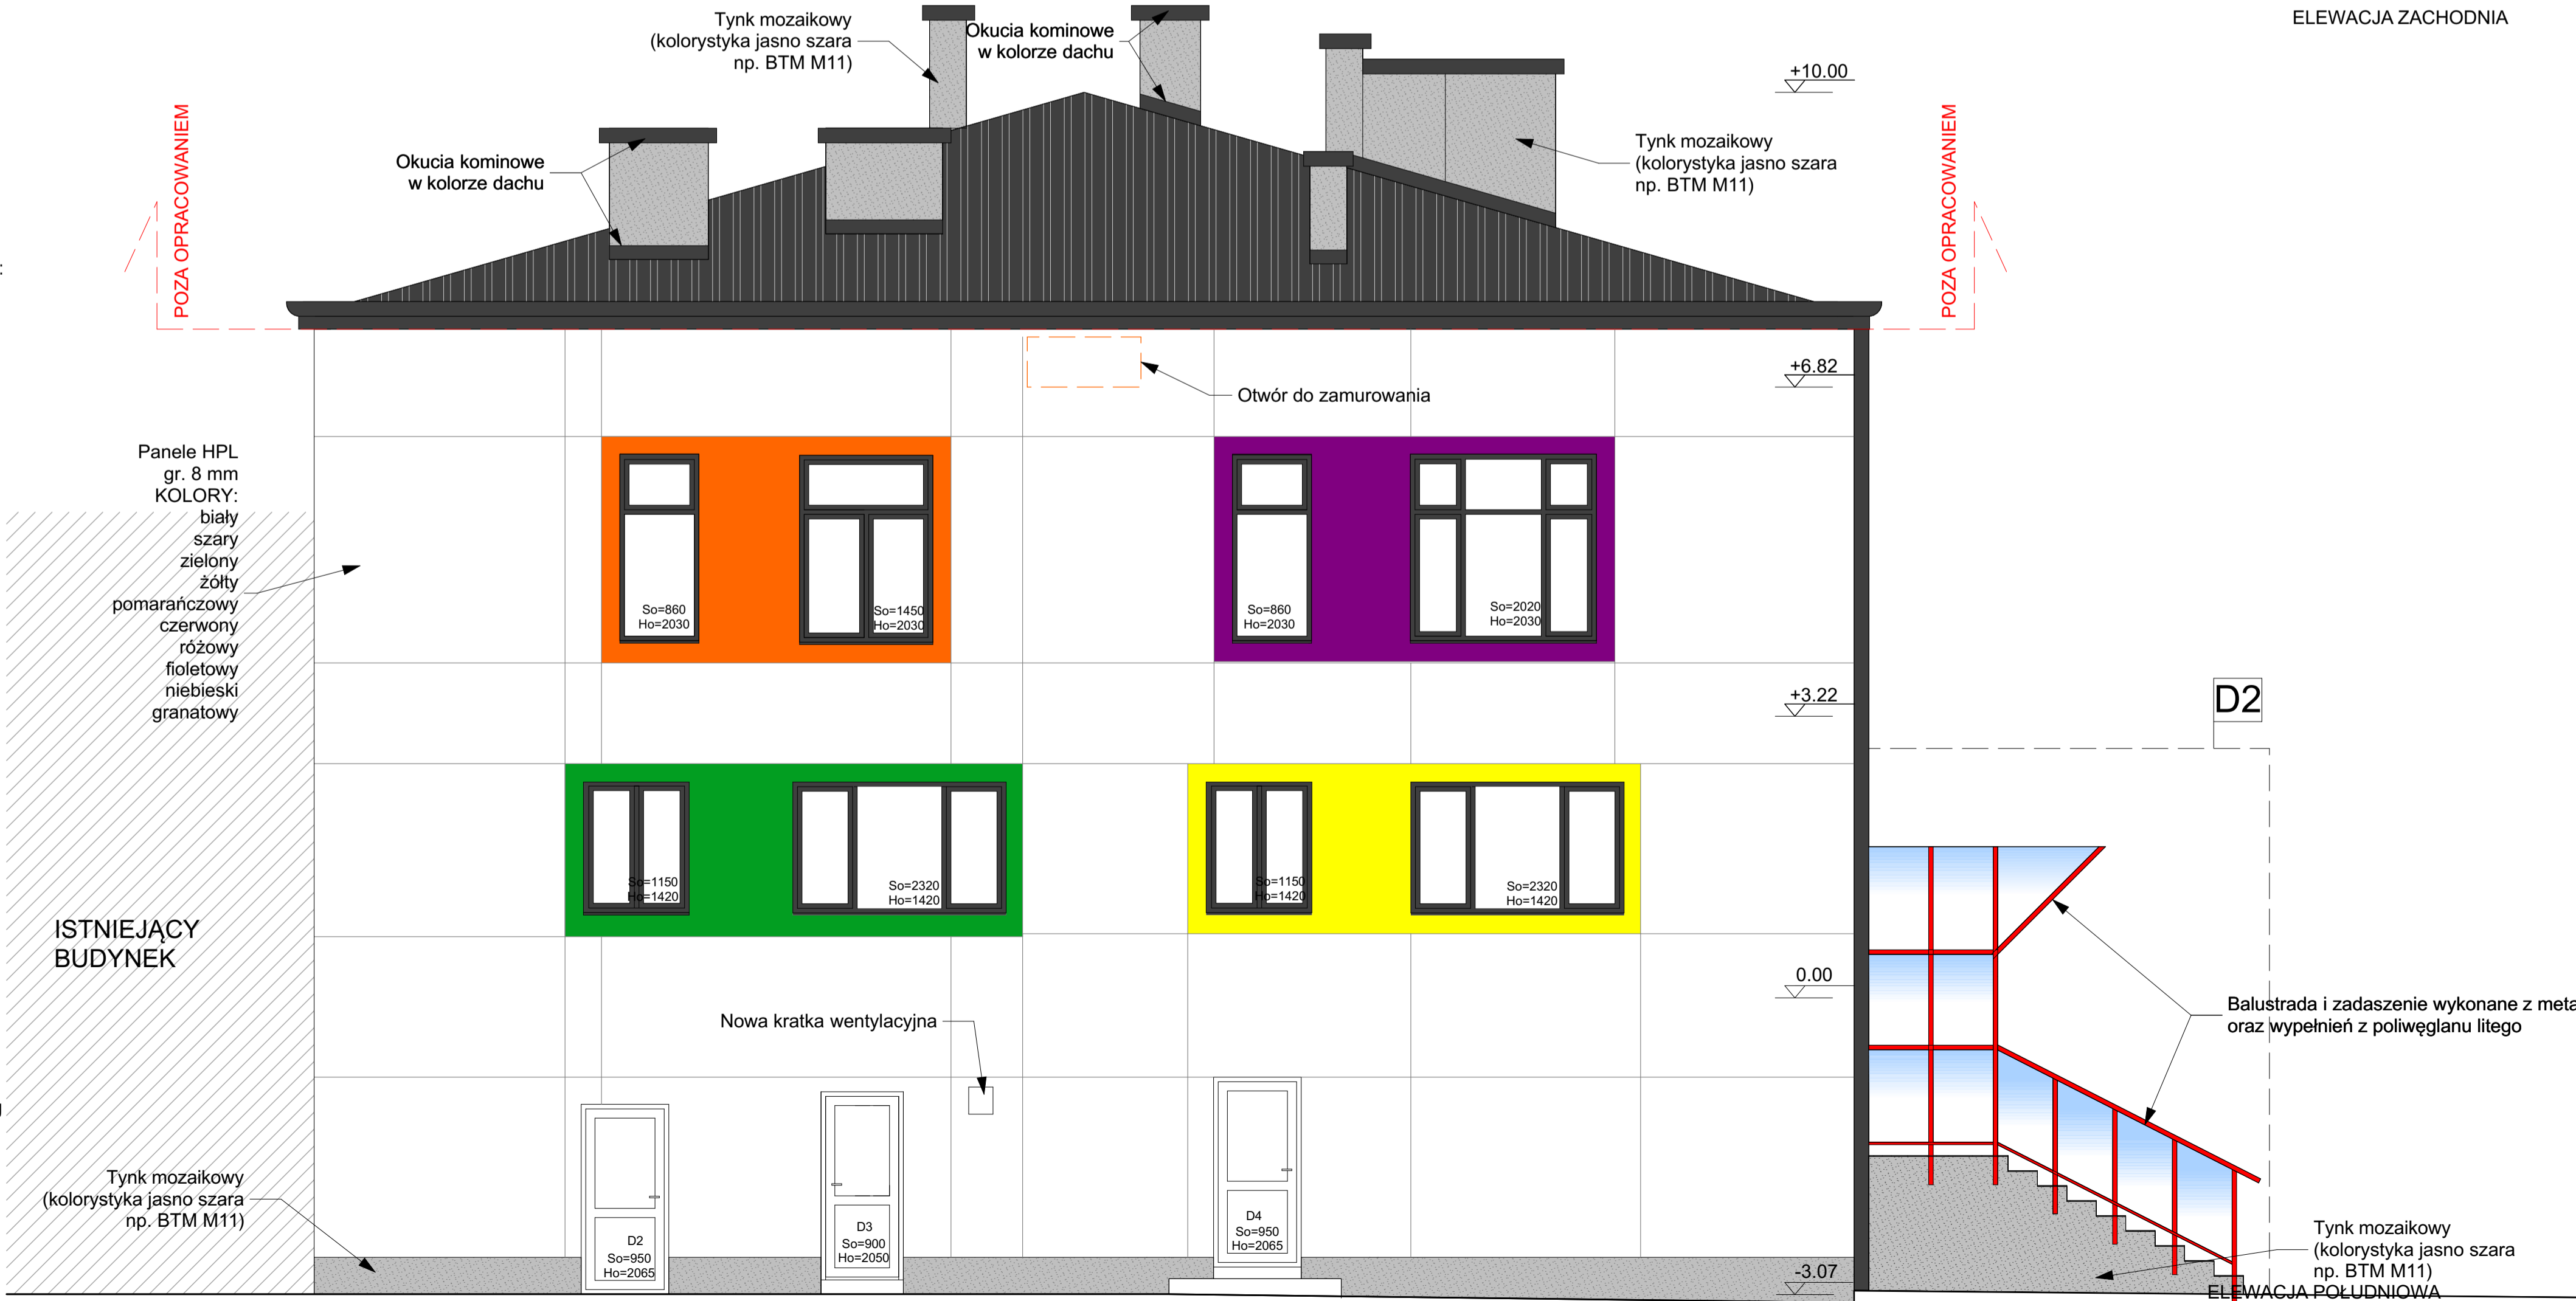 ELEWACJA ZACHODNIA
Tynk mozaikowy
(kolorystyka jasno szara
np. BTM M11)
Okucia kominowe
w kolorze dachu
+10.00
POZA OPRACOWANIEM
Okucia kominowe
w kolorze dachu
Tynk mozaikowy
(kolorystyka jasno szara
np. BTM M11)
POZA OPRACOWANIEM
+6.82
Otwór do zamurowania
Panele HPL
gr. 8 mm
KOLORY:
biały
szary
zielony
żółty
pomarańczowy
czerwony
różowy
fioletowy
niebieski
granatowy
So=860
Ho=2030
So=1450
Ho=2030
So=860
Ho=2030
So=2020
Ho=2030
+3.22
D2
So=1150
Ho=1420
So=2320
Ho=1420
So=1150
Ho=1420
So=2320
Ho=1420
ISTNIEJĄCY
BUDYNEK
0.00
Nowa kratka wentylacyjna
Balustrada i zadaszenie wykonane z meta
oraz wypełnień z poliwęglanu litego
Tynk mozaikowy
(kolorystyka jasno szara
np. BTM M11)
D2
So=950
Ho=2065
D3
So=900
Ho=2050
D4
So=950
Ho=2065
-3.07
Tynk mozaikowy
(kolorystyka jasno szara
np. BTM M11)
ELEWACJA POŁUDNIOWA